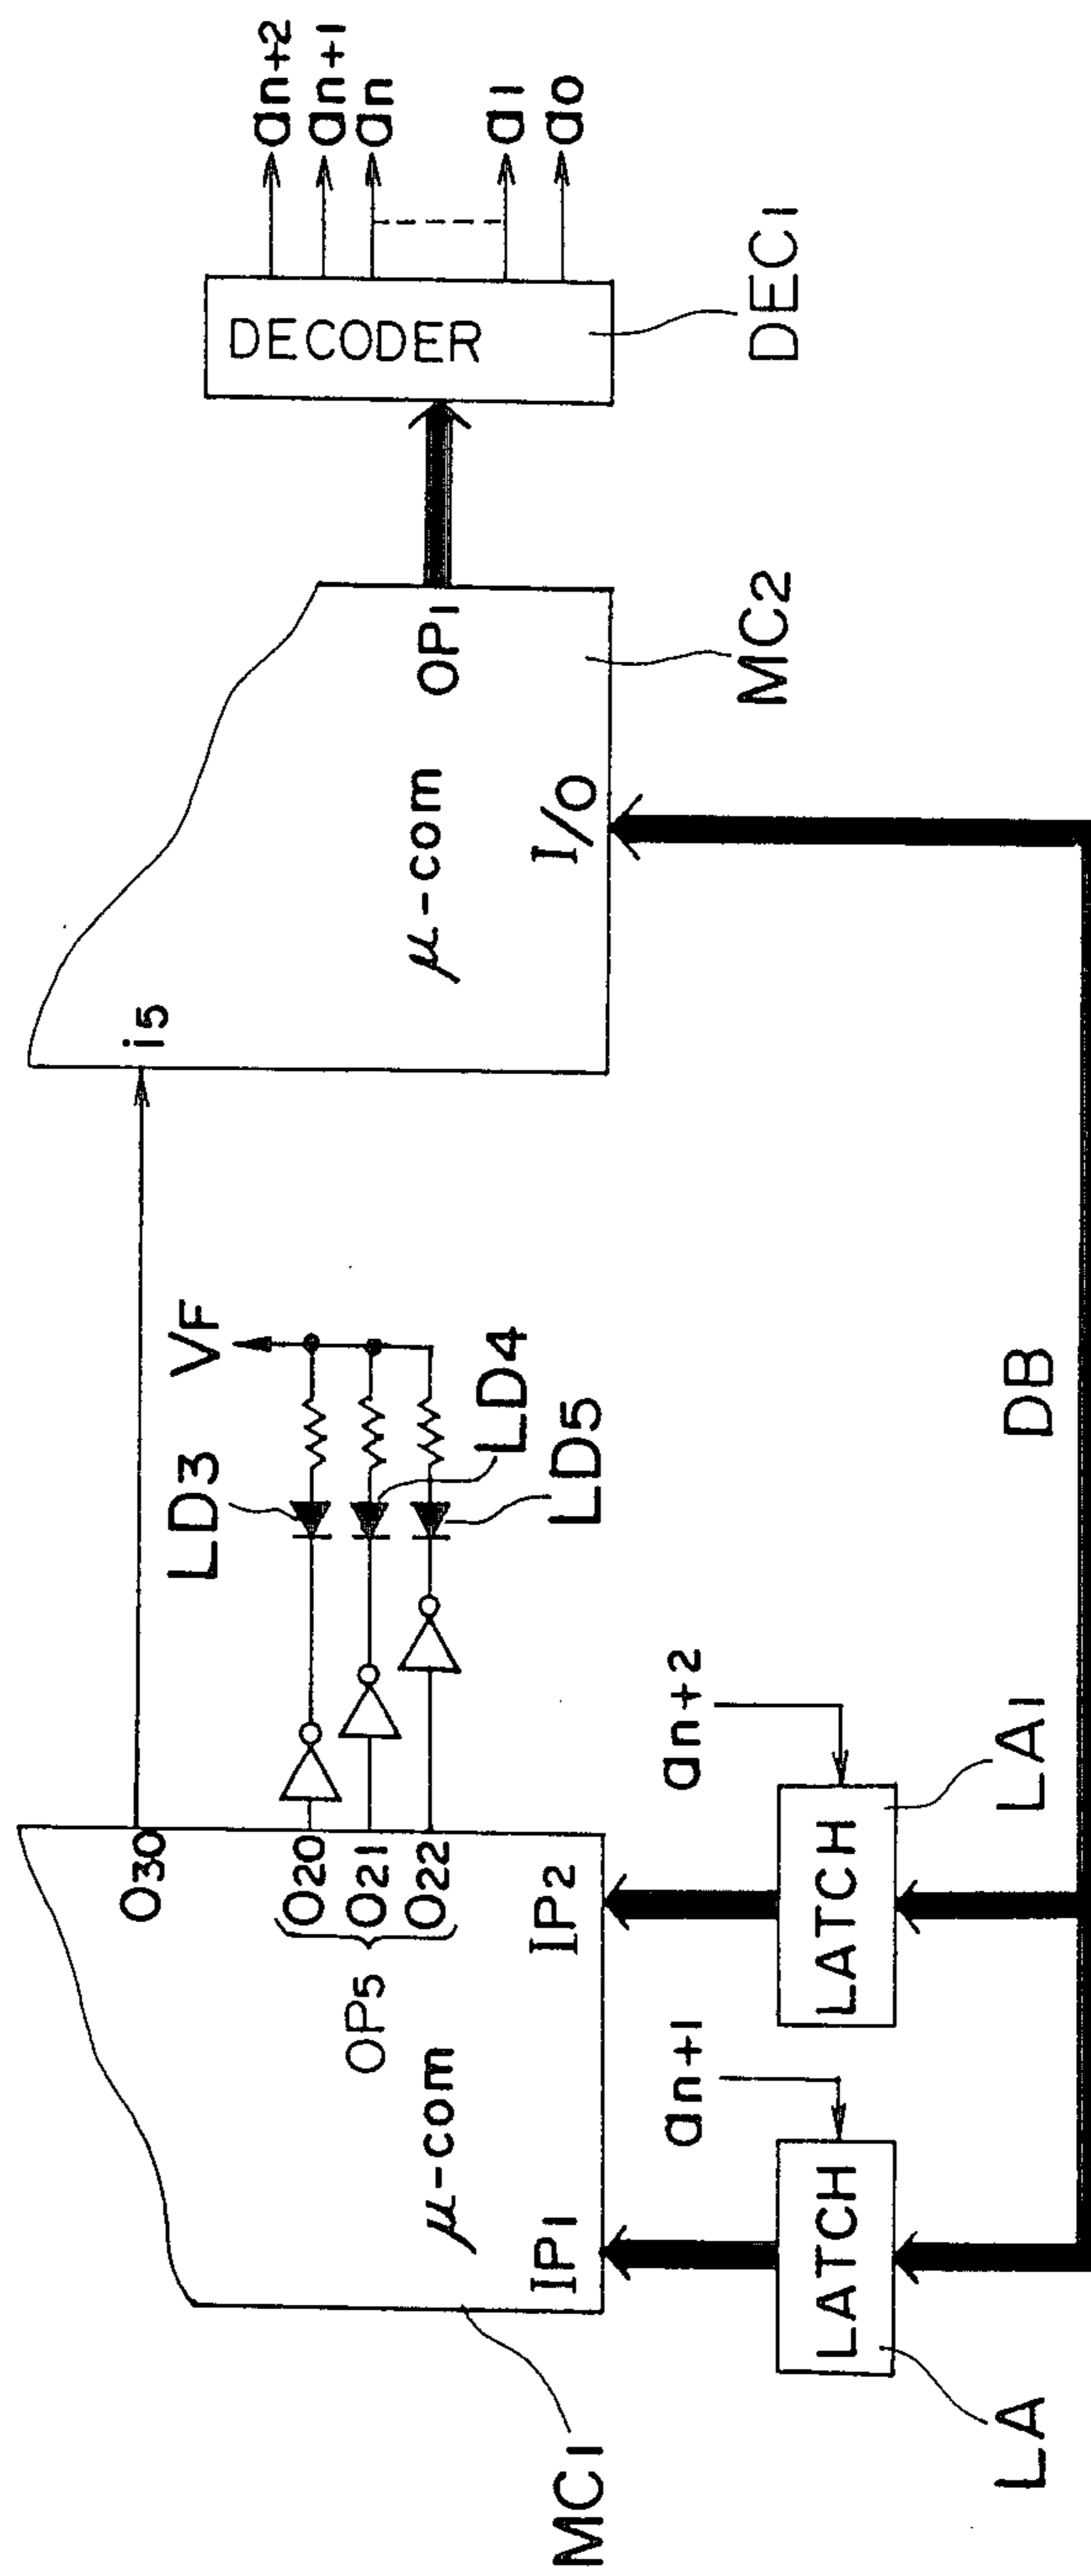 MC1
μ-com
O30
OP5
O20
O21
O22
IP1
IP2
LD3
LD4
LD5
VF
i5
μ-com
OP1
I/O
MC2
DECODER
DEC1
an+2
an+1
an
a1
a0
an+1
an+2
LATCH
LATCH
LA
LA1
DB